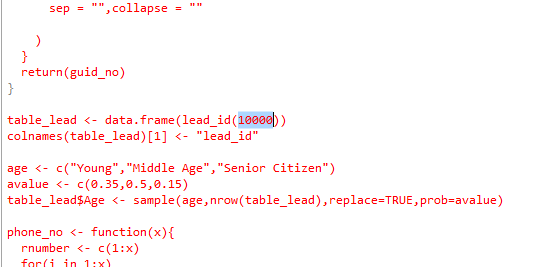 sep = "",collapse = ""
)
}
return(guid_no)
}
table_lead <- data.frame(lead_id(10000))
colnames(table_lead)[1] <- "lead_id"
age <- c("Young","Middle Age","Senior Citizen")
avalue <- c(0.35,0.5,0.15)
table_lead$Age <- sample(age,nrow(table_lead),replace=TRUE,prob=avalue)
phone_no <- function(x){
rnumber <- c(1:x)
for(i in 1:x)